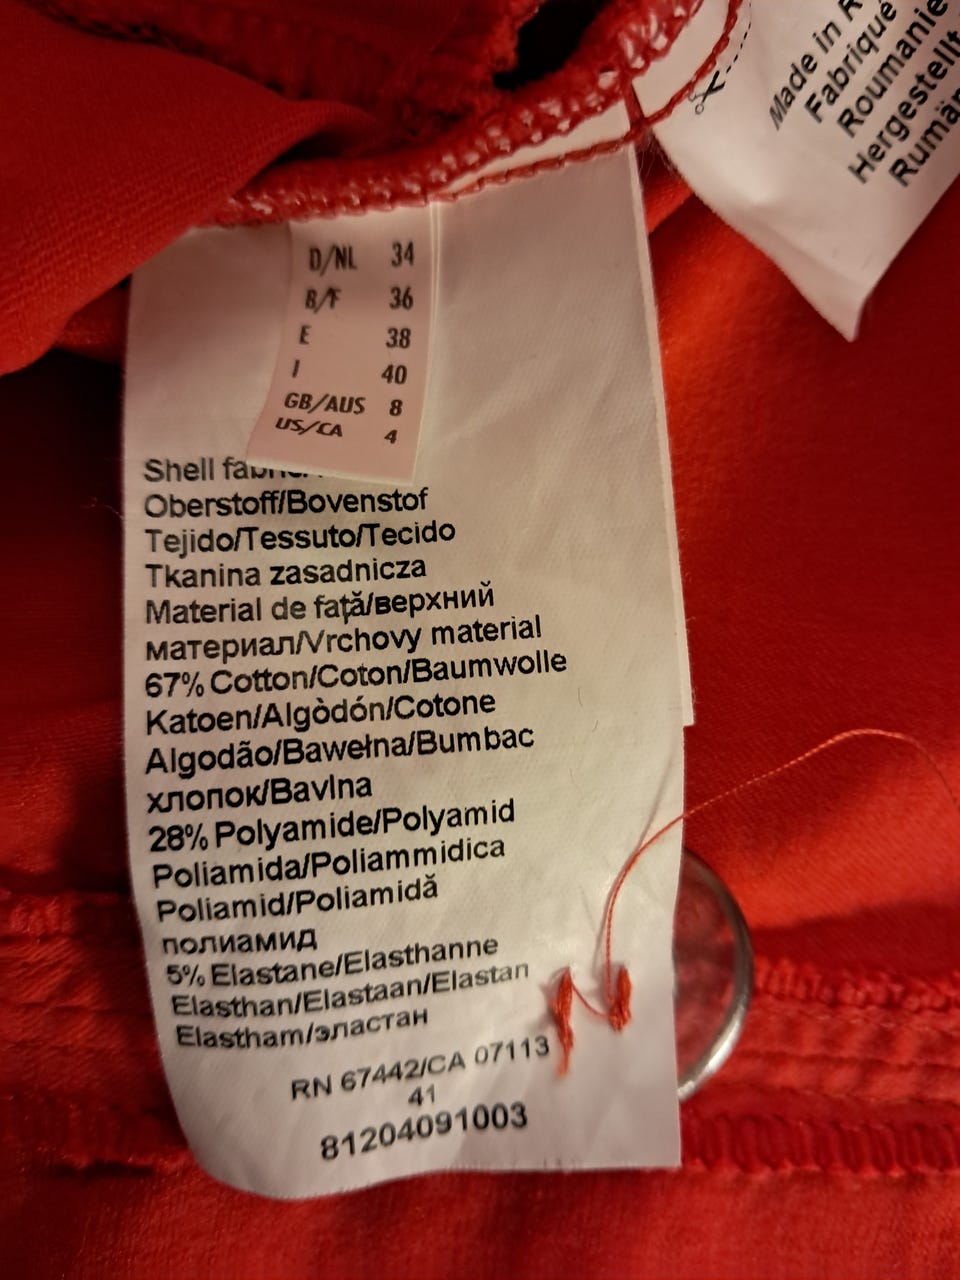 Made in
Fabriqué
Roumanie
Hergestellt
D/NL 34
B/F 36
E 38
I 40
GB/AUS 8
US/CA 4
Shell
Oberstoff/Bovenstof
Tejido/Tessuto/Tecido
Tkanina zasadnicza
Material de faţă/верхний
материал/Vrchovy material
67% Cotton/Coton/Baumwolle
Katoen/Algòdón/Cotone
Algodão/Bawełna/Bumbac
хлопок/Bavlna
28% Polyamide/Polyamid
Poliamida/Poliammidica
Poliamid/Poliamidă
полиамид
5% Elastane/Elasthanne
Elasthan/Elastaan/Elastan
Elastham/эластан
RN 67442/CA 07113
41
81204091003